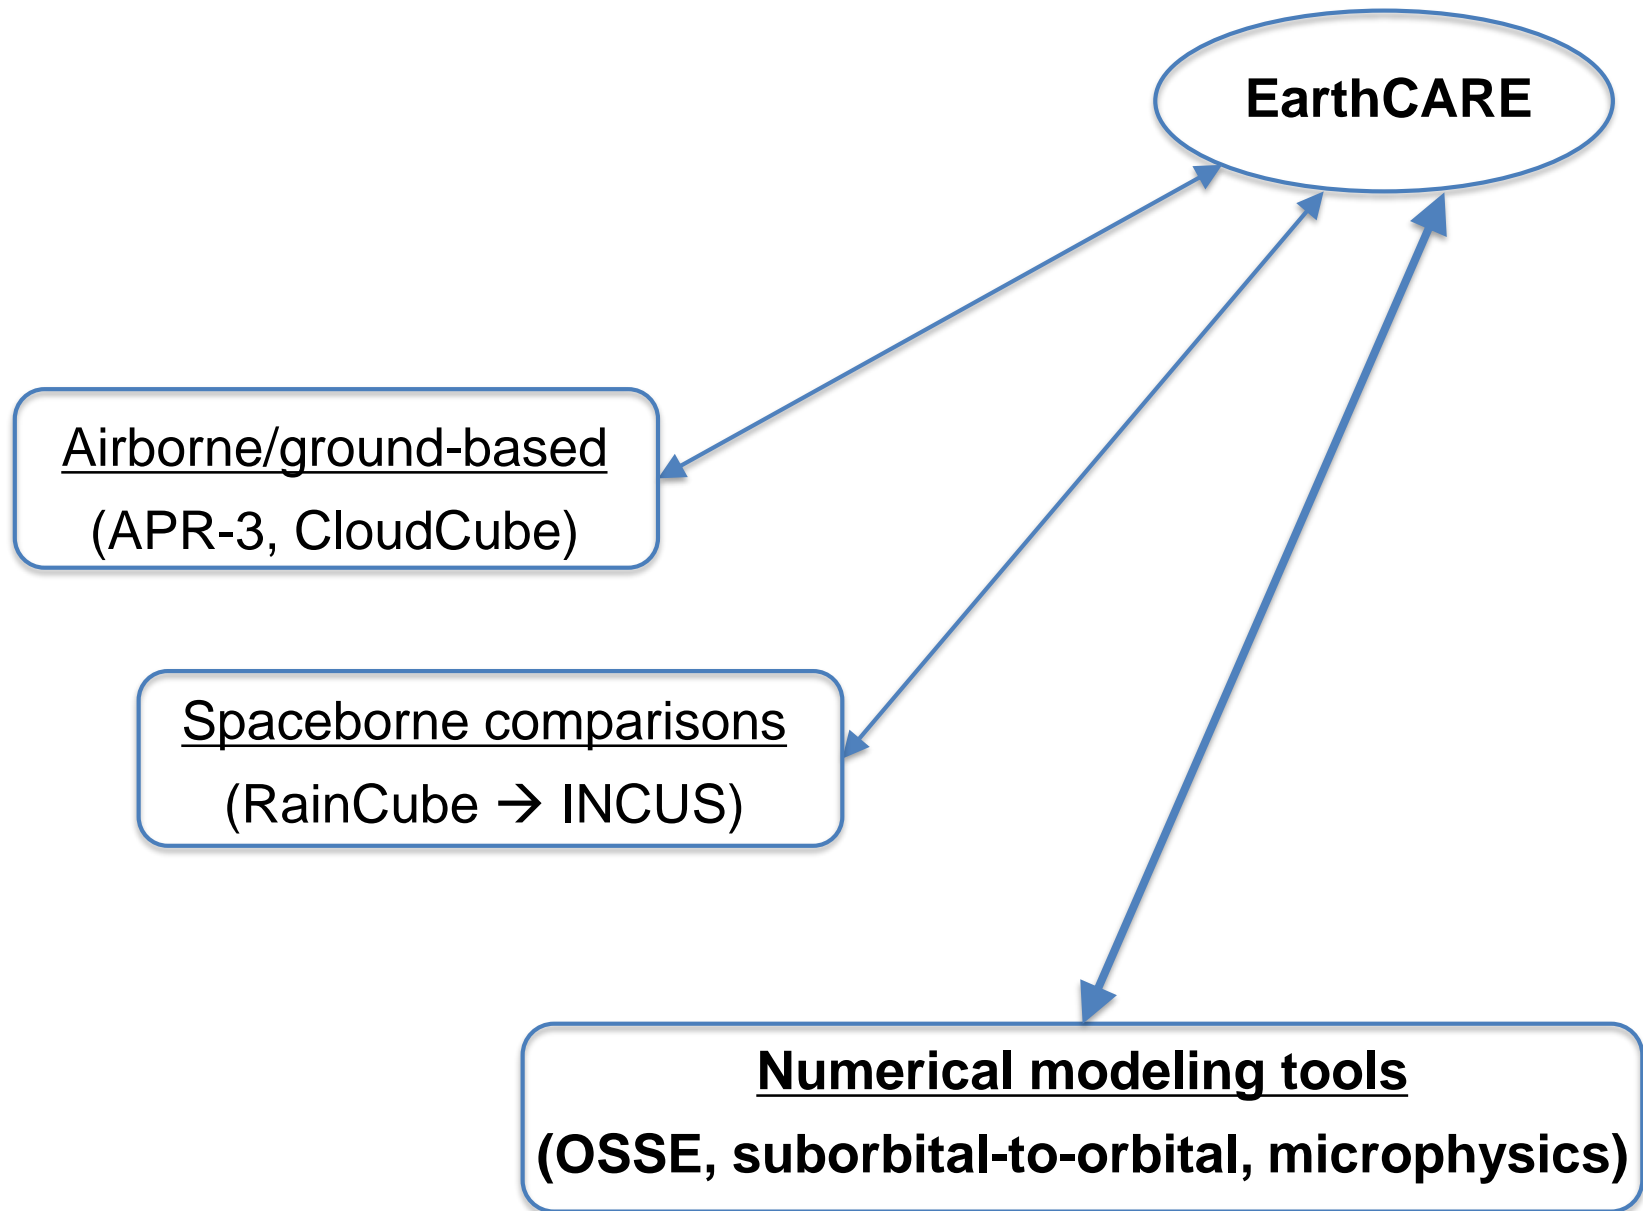 EarthCARE
Airborne/ground-based
(APR-3, CloudCube)
Spaceborne comparisons
(RainCube → INCUS)
Numerical modeling tools
(OSSE, suborbital-to-orbital, microphysics)